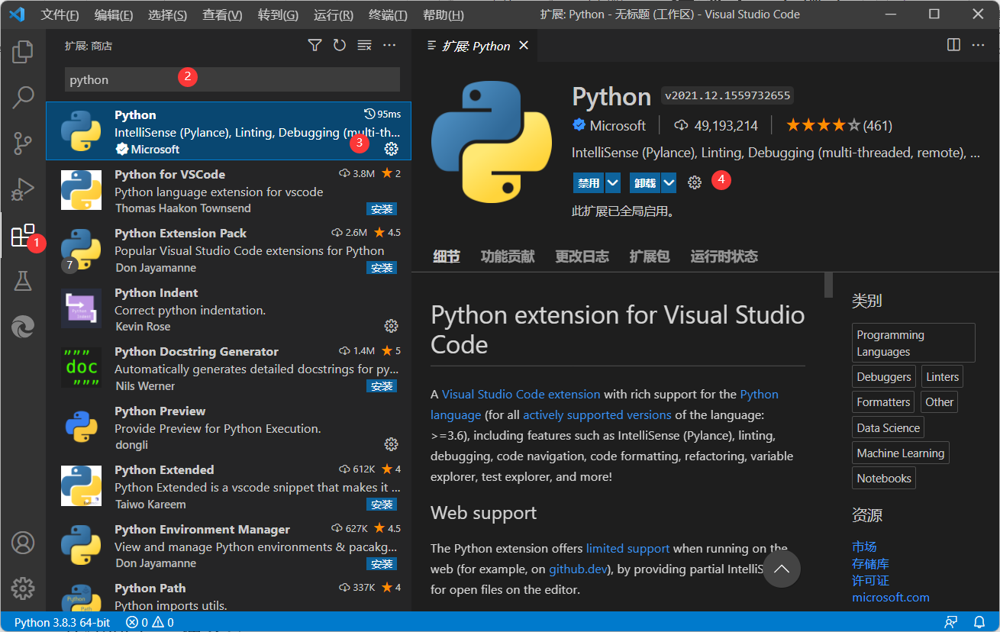 文件(F) 编辑(E) 选择(S) 查看(V) 转到(G) 运行(R) 终端(T) 帮助(H) 扩展: Python - 无标题 (工作区) - Visual Studio Code
扩展: 商店
python
2
1
Python 95ms
IntelliSense (Pylance), Linting, Debugging (multi-th...
Microsoft
3
Python for VSCode 3.8M 2
Python language extension for vscode
Thomas Haakon Townsend 安装
Python Extension Pack 2.6M 4.5
Popular Visual Studio Code extensions for Python
7
Don Jayamanne 安装
Python Indent
Correct python indentation.
Kevin Rose
Python Docstring Generator 1.4M 5
"""
doc
"""
Automatically generates detailed docstrings for py...
Nils Werner 安装
Python Preview
Provide Preview for Python Execution.
dongli
Python Extended 612K 4
Python Extended is a vscode snippet that makes it ...
Taiwo Kareem 安装
Python Environment Manager 627K 4.5
View and manage Python environments & pacakg...
Don Jayamanne 安装
Python Path 337K 4
Python imports utils.
扩展: Python
Python v2021.12.1559732655
Microsoft 49,193,214 (461)
IntelliSense (Pylance), Linting, Debugging (multi-threaded, remote), ...
禁用 卸载 4
此扩展已全局启用。
细节 功能贡献 更改日志 扩展包 运行时状态
Python extension for Visual Studio
Code
A Visual Studio Code extension with rich support for the Python
language (for all actively supported versions of the language:
>=3.6), including features such as IntelliSense (Pylance), linting,
debugging, code navigation, code formatting, refactoring, variable
explorer, test explorer, and more!
Web support
The Python extension offers limited support when running on the
web (for example, on github.dev), by providing partial IntelliS
for open files on the editor.
类别
Programming
Languages
Debuggers Linters
Formatters Other
Data Science
Machine Learning
Notebooks
资源
市场
存储库
许可证
microsoft.com
Python 3.8.3 64-bit 0 0